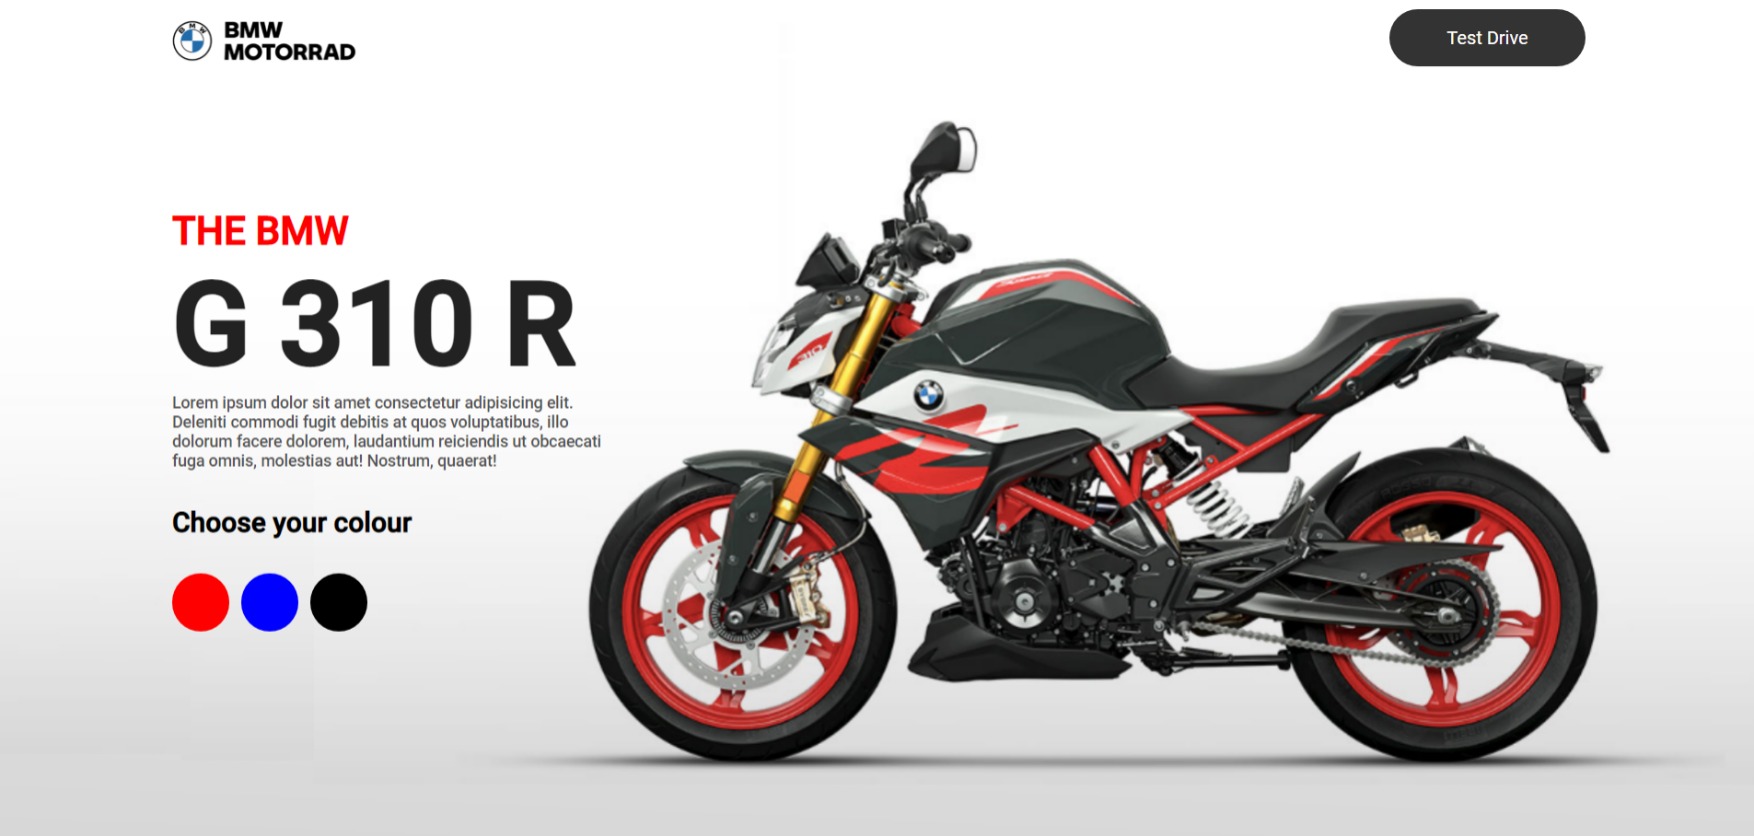 BMW
MOTORRAD
Test Drive
THE BMW
G 310 R
Lorem ipsum dolor sit amet consectetur adipisicing elit.
Deleniti commodi fugit debitis at quos voluptatibus, illo
dolorum facere dolorem, laudantium reiciendis ut obcaecati
fuga omnis, molestias aut! Nostrum, quaerat!
Choose your colour
310
BMW